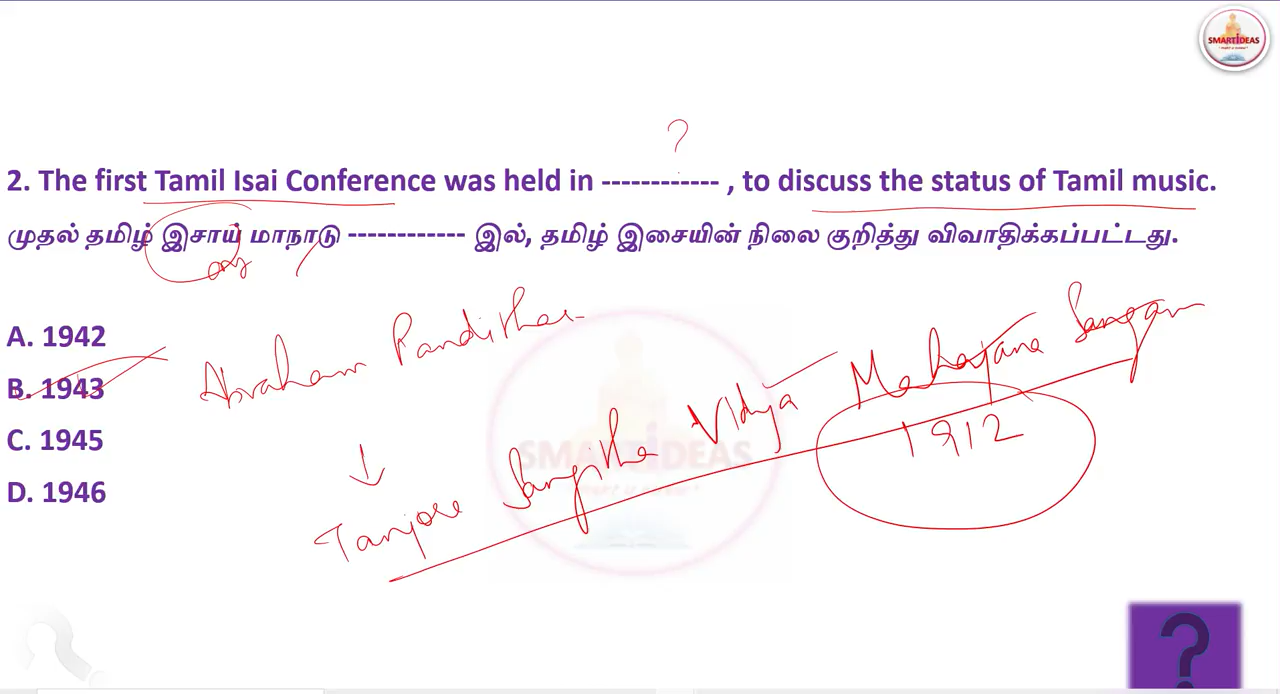 SMARTIDEAS
?
2. The first Tamil Isai Conference was held in ------------ , to discuss the status of Tamil music.
முதல் தமிழ் இசாய் மாநாடு ------------ இல், தமிழ் இசையின் நிலை குறித்து விவாதிக்கப்பட்டது.
A. 1942
B. 1943
C. 1945
D. 1946
Abraham Pandithar
Tanjore Sangitha Vidya Mahajana Sangam
1912
SMARTIDEAS
?